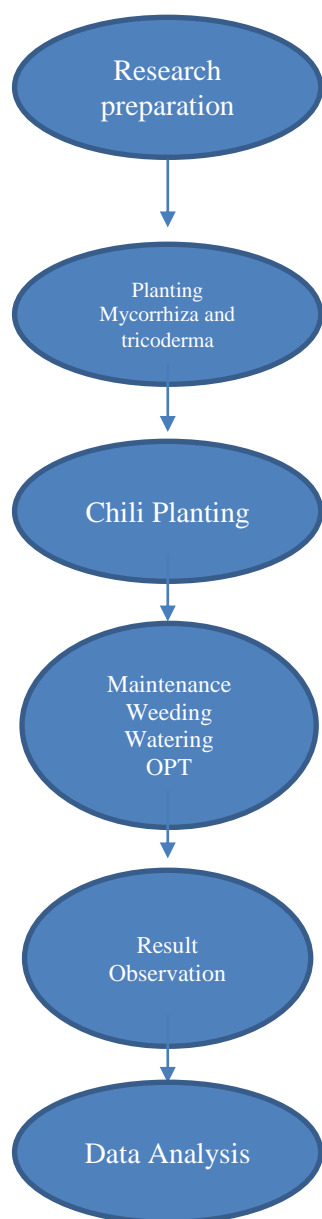 Research
preparation
Planting
Mycorrhiza and
tricoderma
Chili Planting
Maintenance
Weeding
Watering
OPT
Result
Observation
Data Analysis